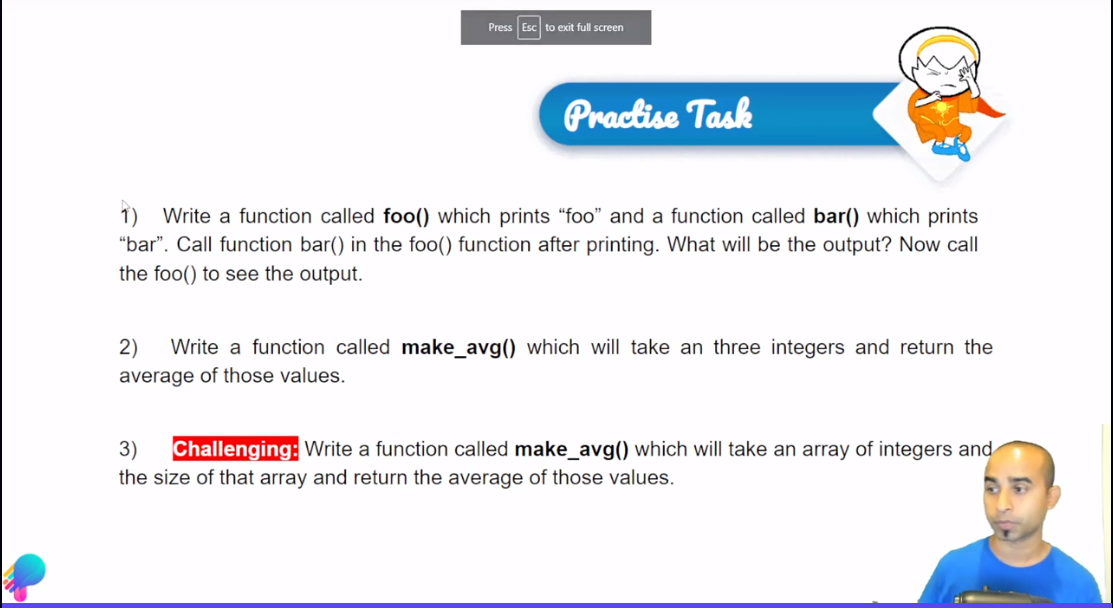 Press Esc to exit full screen
Practise Task
1) Write a function called foo() which prints “foo” and a function called bar() which prints
“bar”. Call function bar() in the foo() function after printing. What will be the output? Now call
the foo() to see the output.
2) Write a function called make_avg() which will take an three integers and return the
average of those values.
3) Challenging: Write a function called make_avg() which will take an array of integers and
the size of that array and return the average of those values.